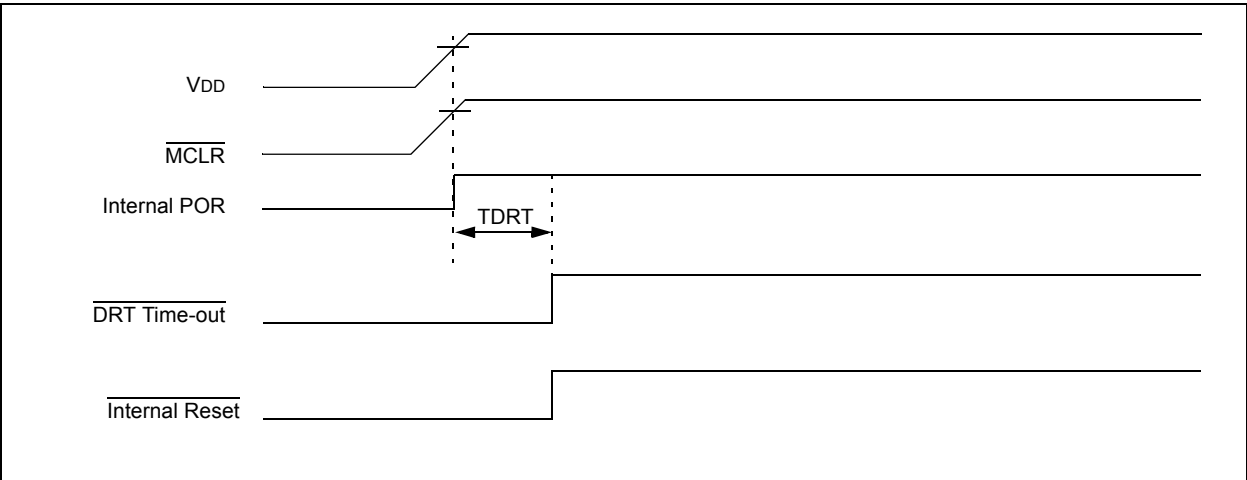 VDD
MCLR
Internal POR
TDRT
DRT Time-out
Internal Reset